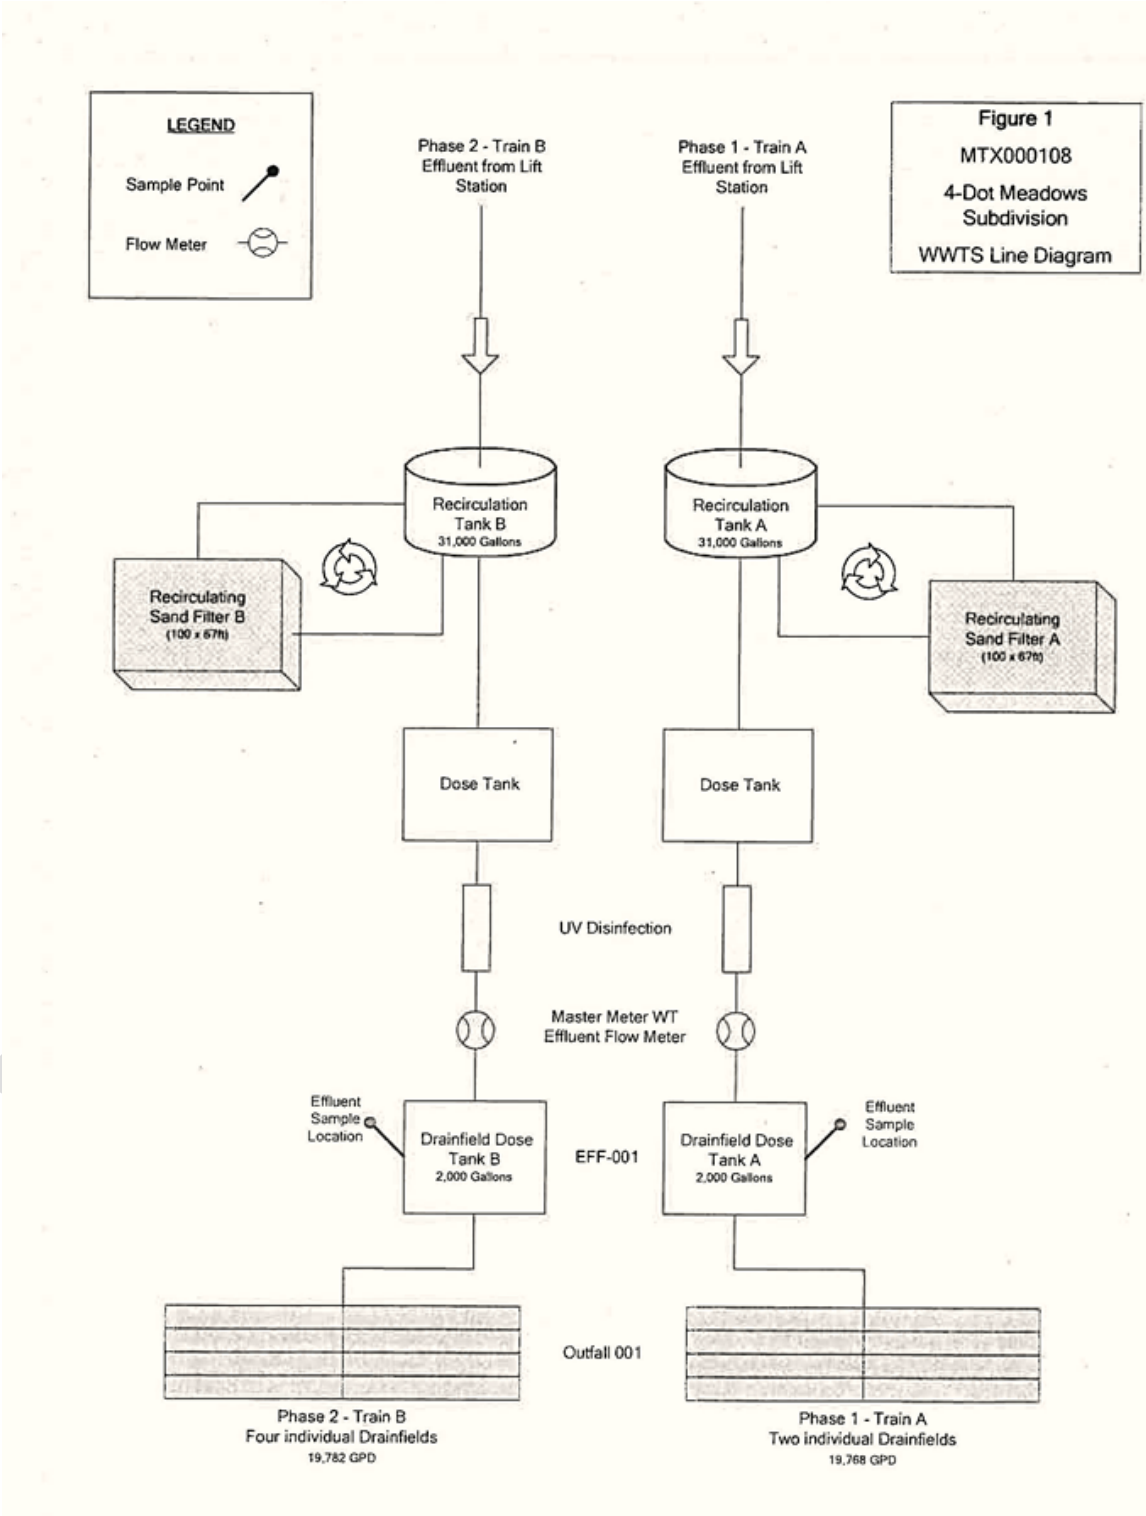 LEGEND
Sample Point
Flow Meter
Phase 2 - Train B
Effluent from Lift
Station
Phase 1 - Train A
Effluent from Lift
Station
Figure 1
MTX000108
4-Dot Meadows
Subdivision
WWTS Line Diagram
Recirculation
Tank B
31,000 Gallons
Recirculation
Tank A
31,000 Gallons
Recirculating
Sand Filter B
(100 x 67ft)
Recirculating
Sand Filter A
(100 x 67ft)
Dose Tank
Dose Tank
UV Disinfection
Master Meter WT
Effluent Flow Meter
Effluent
Sample
Location
Drainfield Dose
Tank B
2,000 Gallons
EFF-001
Drainfield Dose
Tank A
2,000 Gallons
Effluent
Sample
Location
Outfall 001
Phase 2 - Train B
Four individual Drainfields
19,782 GPD
Phase 1 - Train A
Two individual Drainfields
19,768 GPD